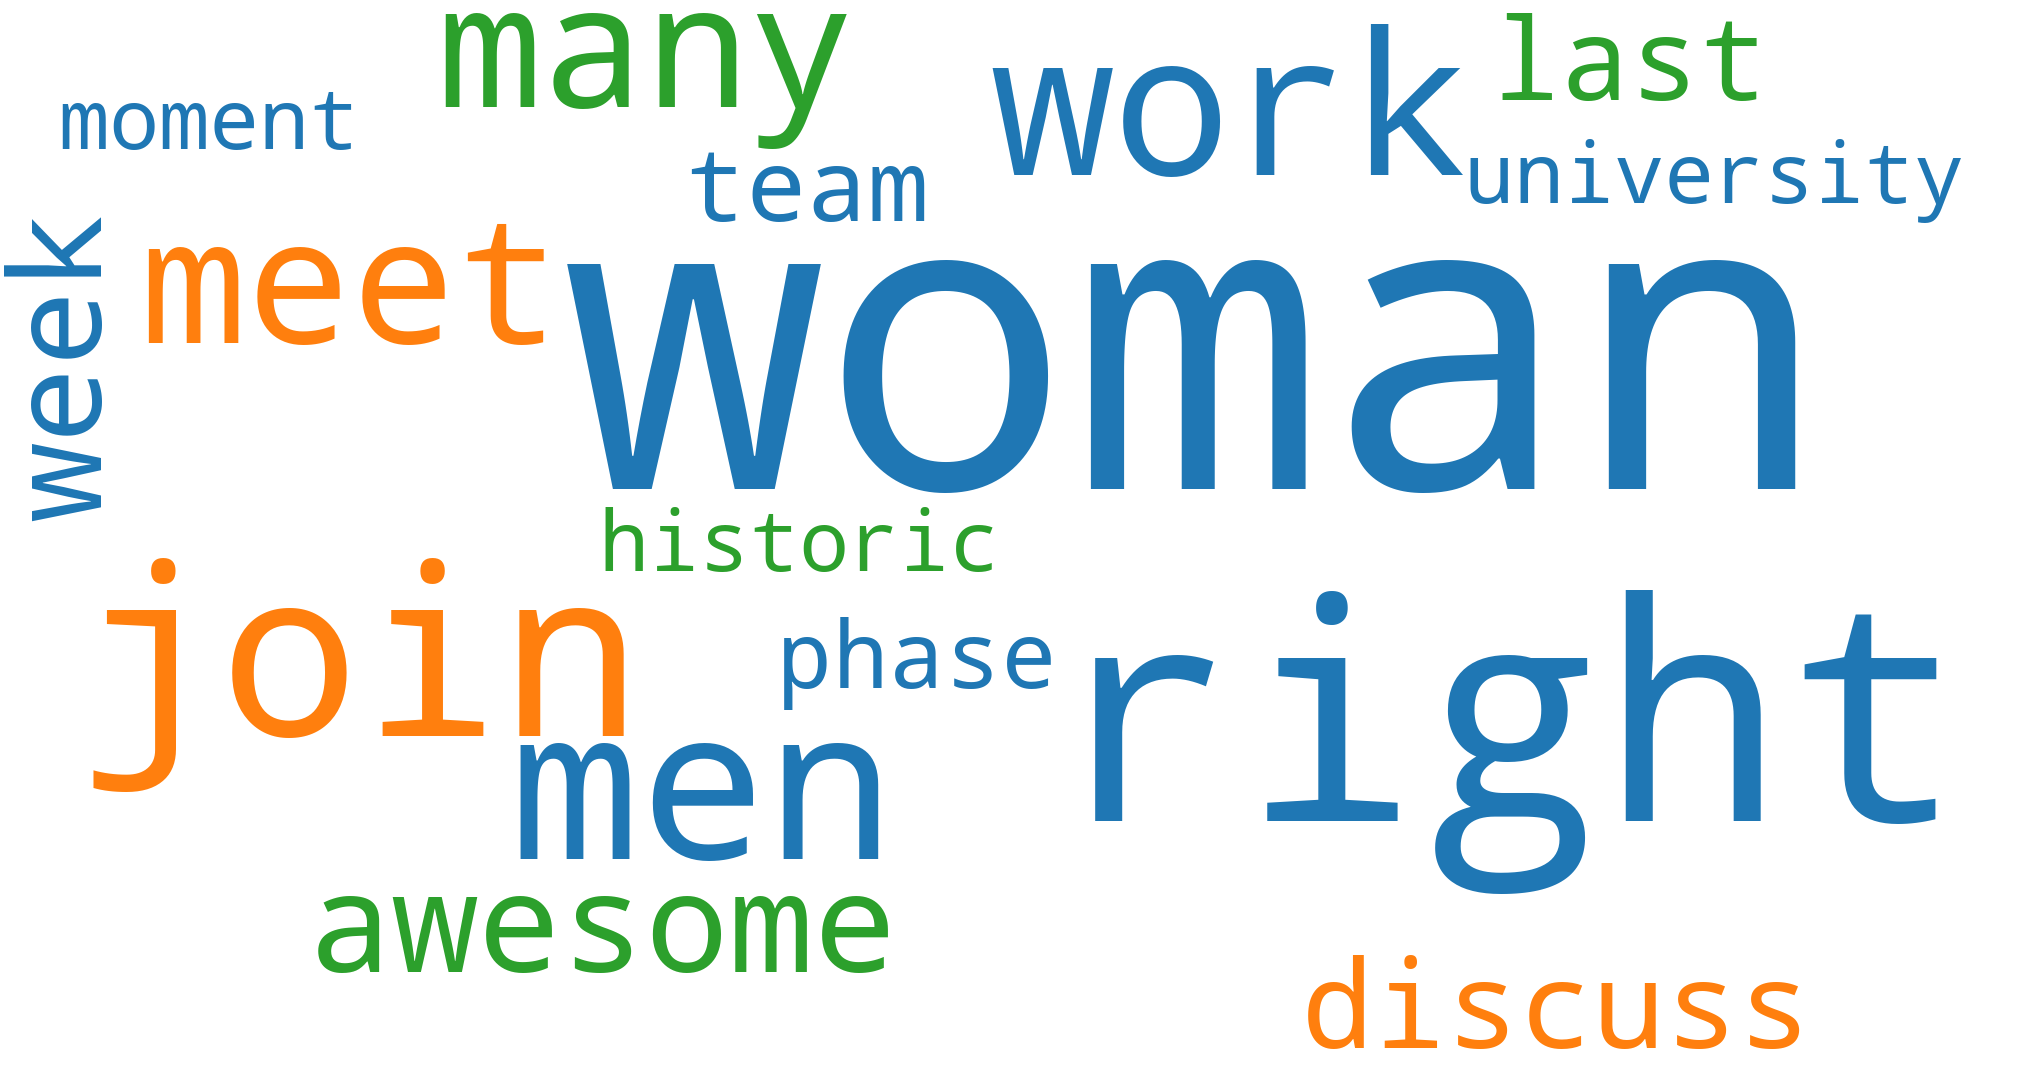 many
work
last
moment
team
university
week
meet
woman
historic
join
phase
right
men
awesome
discuss